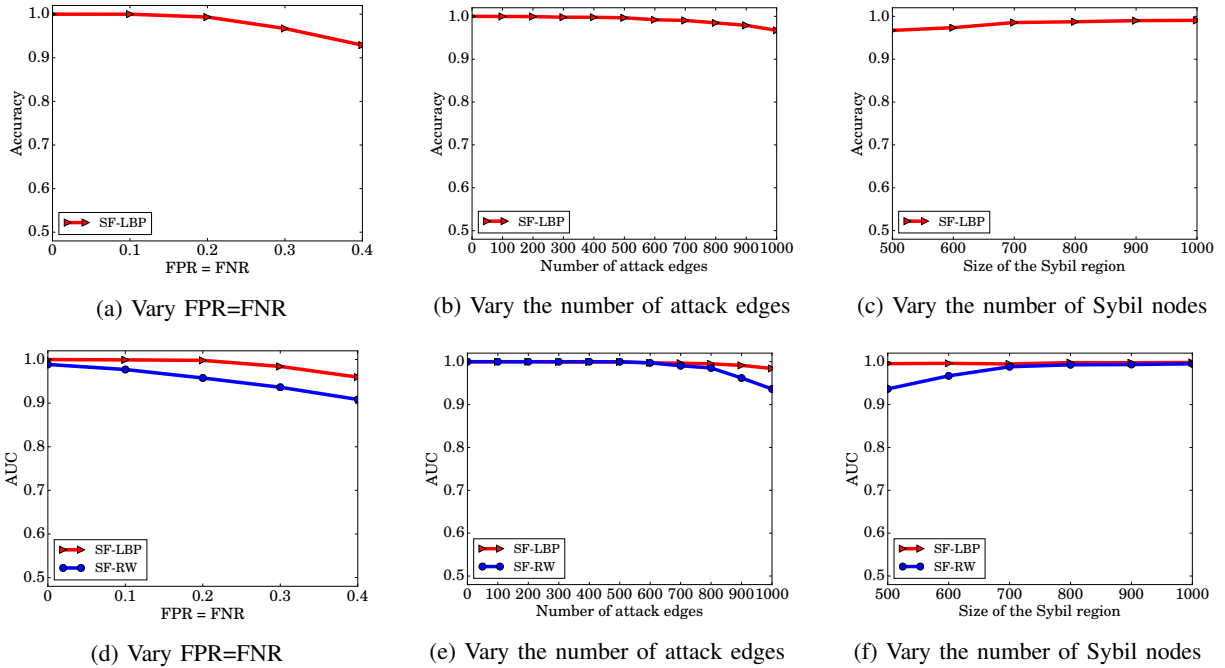 1.0
0.9
0.8
0.7
0.6
0.5
Accuracy
SF-LBP
0 0.1 0.2 0.3 0.4
FPR = FNR
(a) Vary FPR=FNR
1.0
0.9
0.8
0.7
0.6
0.5
Accuracy
SF-LBP
0 100 200 300 400 500 600 700 800 900 1000
Number of attack edges
(b) Vary the number of attack edges
1.0
0.9
0.8
0.7
0.6
0.5
Accuracy
SF-LBP
500 600 700 800 900 1000
Size of the Sybil region
(c) Vary the number of Sybil nodes
1.0
0.9
0.8
0.7
0.6
0.5
AUC
SF-LBP
SF-RW
0 0.1 0.2 0.3 0.4
FPR = FNR
(d) Vary FPR=FNR
1.0
0.9
0.8
0.7
0.6
0.5
AUC
SF-LBP
SF-RW
0 100 200 300 400 500 600 700 800 900 1000
Number of attack edges
(e) Vary the number of attack edges
1.0
0.9
0.8
0.7
0.6
0.5
AUC
SF-LBP
SF-RW
500 600 700 800 900 1000
Size of the Sybil region
(f) Vary the number of Sybil nodes